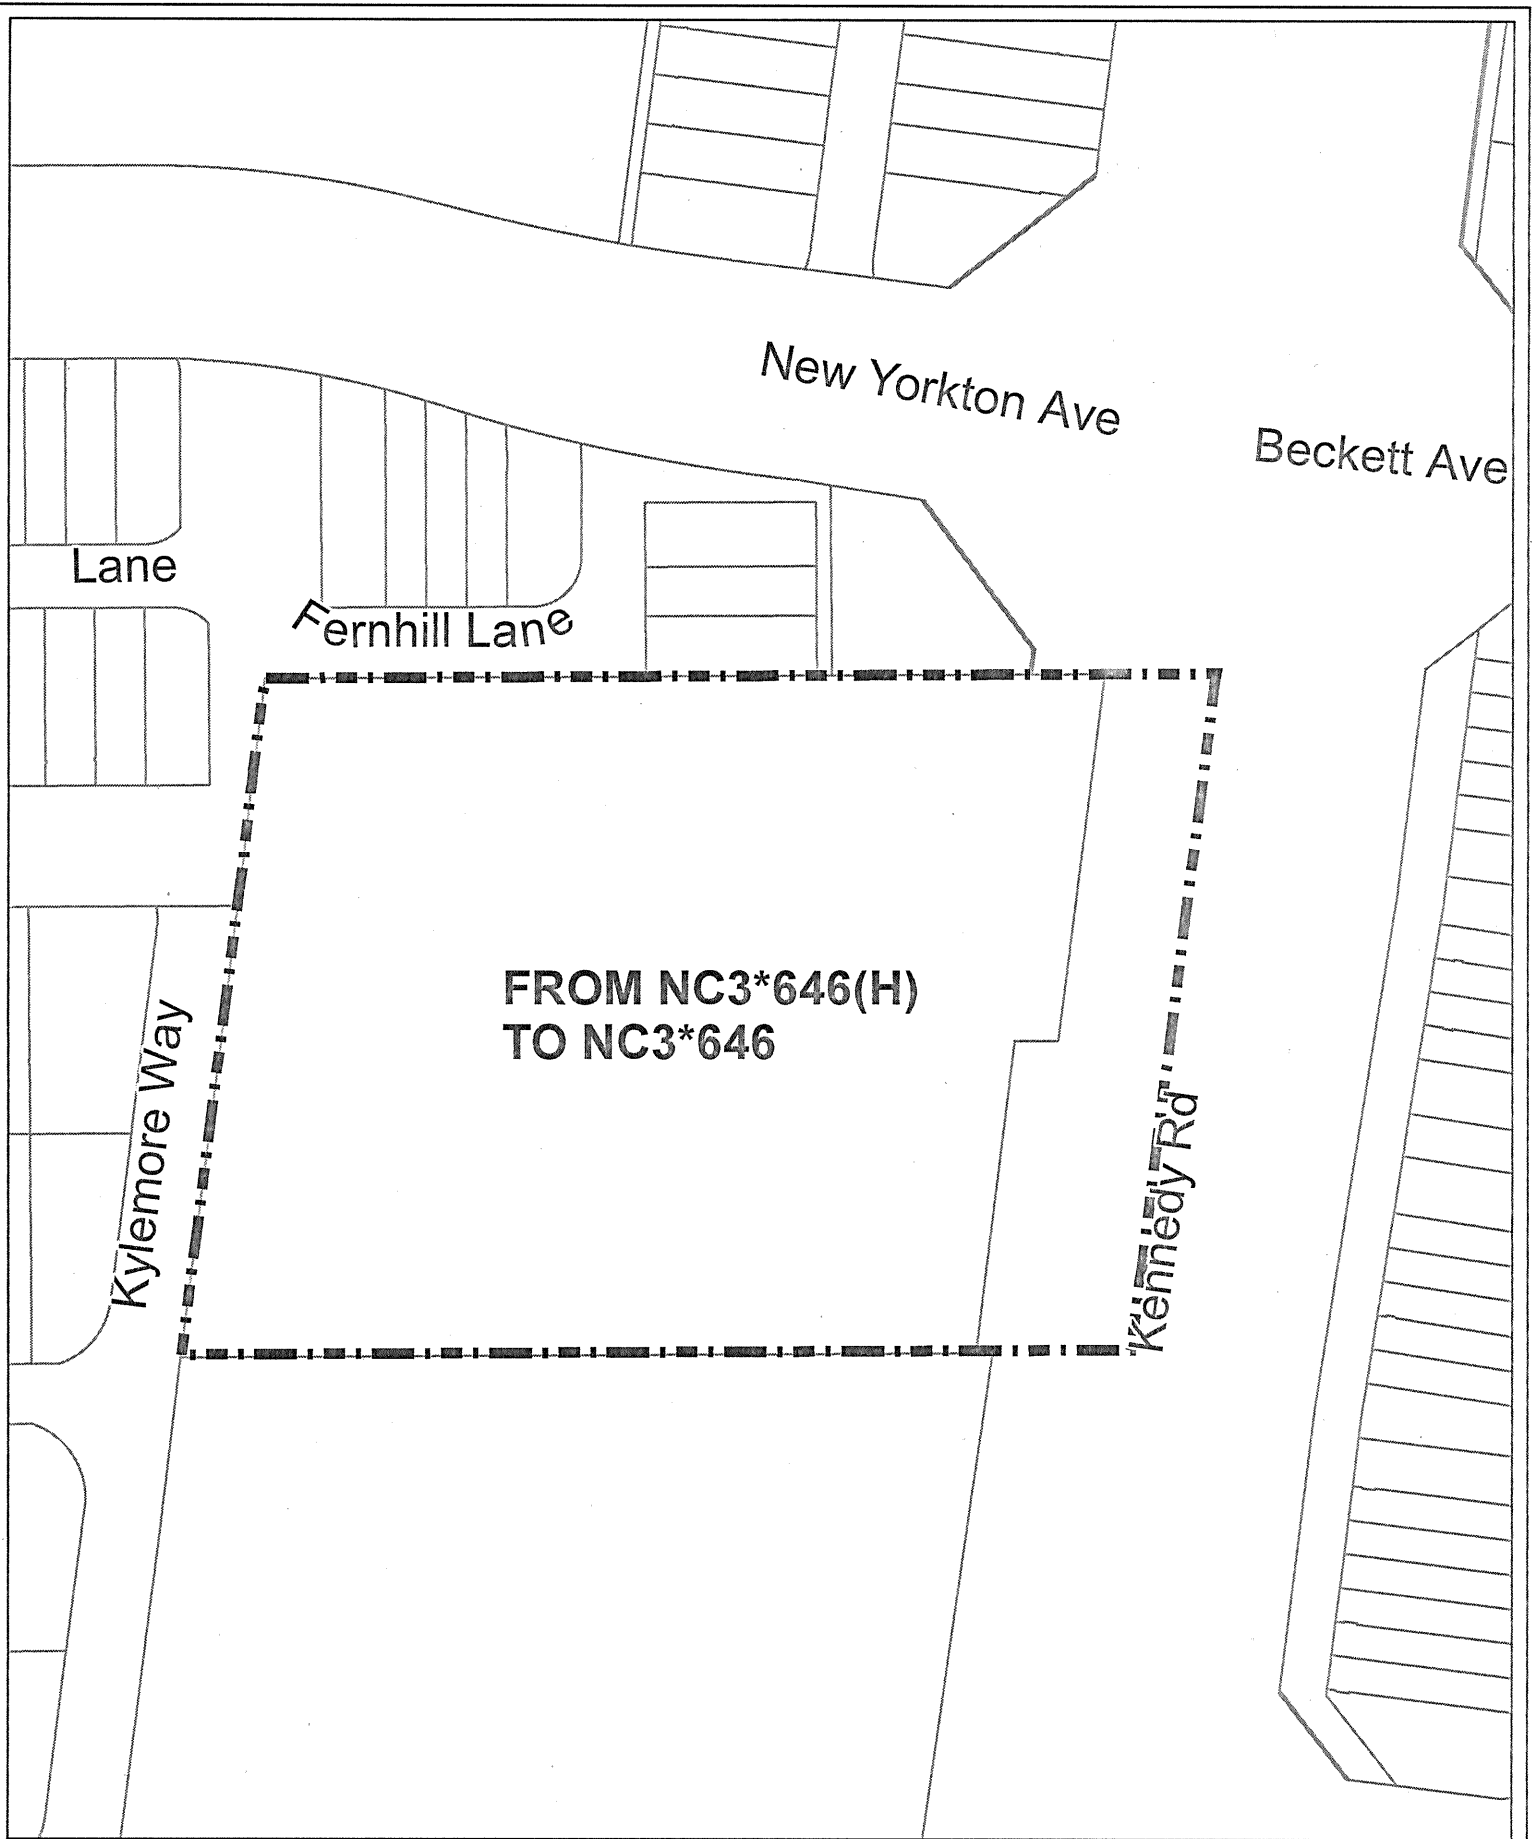 New Yorkton Ave
Beckett Ave
Lane
Fernhill Lane
FROM NC3*646(H)
TO NC3*646
Kylemore Way
Kennedy Rd